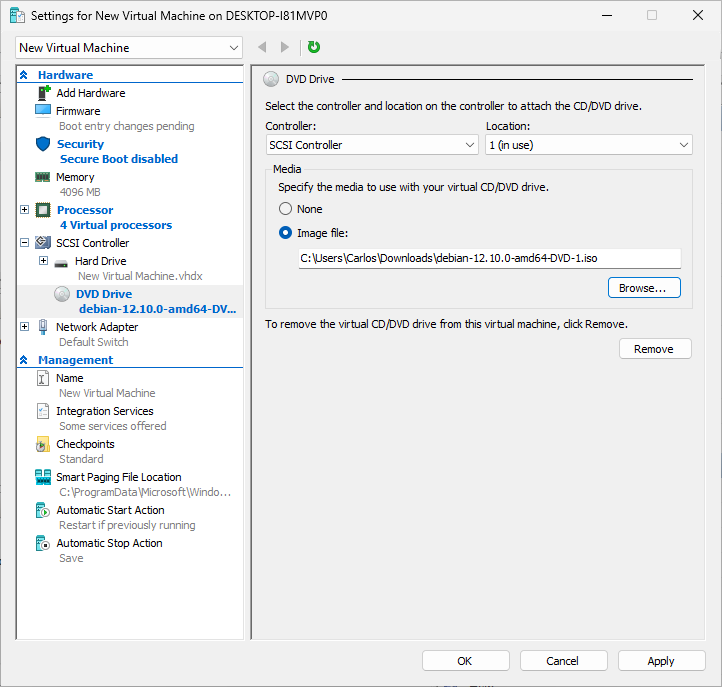 Settings for New Virtual Machine on DESKTOP-I81MVP0
New Virtual Machine
Hardware
Add Hardware
Firmware
Boot entry changes pending
Security
Secure Boot disabled
Memory
4096 MB
Processor
4 Virtual processors
SCSI Controller
Hard Drive
New Virtual Machine.vhdx
DVD Drive
debian-12.10.0-amd64-DV...
Network Adapter
Default Switch
Management
Name
New Virtual Machine
Integration Services
Some services offered
Checkpoints
Standard
Smart Paging File Location
C:\ProgramData\Microsoft\Windo...
Automatic Start Action
Restart if previously running
Automatic Stop Action
Save
DVD Drive
Select the controller and location on the controller to attach the CD/DVD drive.
Controller: Location:
SCSI Controller 1 (in use)
Media
Specify the media to use with your virtual CD/DVD drive.
None
Image file:
C:\Users\Carlos\Downloads\debian-12.10.0-amd64-DVD-1.iso
Browse...
To remove the virtual CD/DVD drive from this virtual machine, click Remove.
Remove
OK Cancel Apply